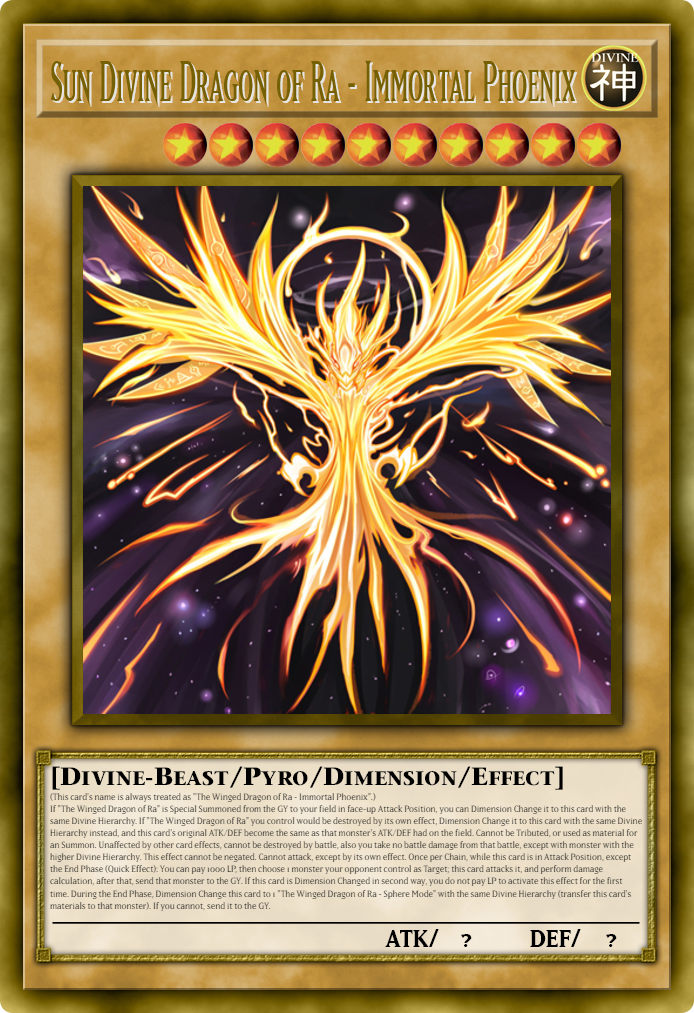 Sun Divine Dragon of Ra - Immortal Phoenix
DIVINE
神
[Divine-Beast/Pyro/Dimension/Effect]
(This card's name is always treated as "The Winged Dragon of Ra - Immortal Phoenix".)
If "The Winged Dragon of Ra" is Special Summoned from the GY to your field in face-up Attack Position, you can Dimension Change it to this card with the
same Divine Hierarchy. If "The Winged Dragon of Ra" you control would be destroyed by its own effect, Dimension Change it to this card with the same Divine
Hierarchy instead, and this card's original ATK/DEF become the same as that monster's ATK/DEF had on the field. Cannot be Tributed, or used as material for
an Summon. Unaffected by other card effects, cannot be destroyed by battle, also you take no battle damage from that battle, except with monster with the
higher Divine Hierarchy. This effect cannot be negated. Cannot attack, except by its own effect. Once per Chain, while this card is in Attack Position, except
the End Phase (Quick Effect): You can pay 1000 LP, then choose 1 monster your opponent control as Target; this card attacks it, and perform damage
calculation, after that, send that monster to the GY. If this card is Dimension Changed in second way, you do not pay LP to activate this effect for the first
time. During the End Phase, Dimension Change this card to 1 "The Winged Dragon of Ra - Sphere Mode" with the same Divine Hierarchy (transfer this card's
materials to that monster). If you cannot, send it to the GY.
ATK/ ? DEF/ ?